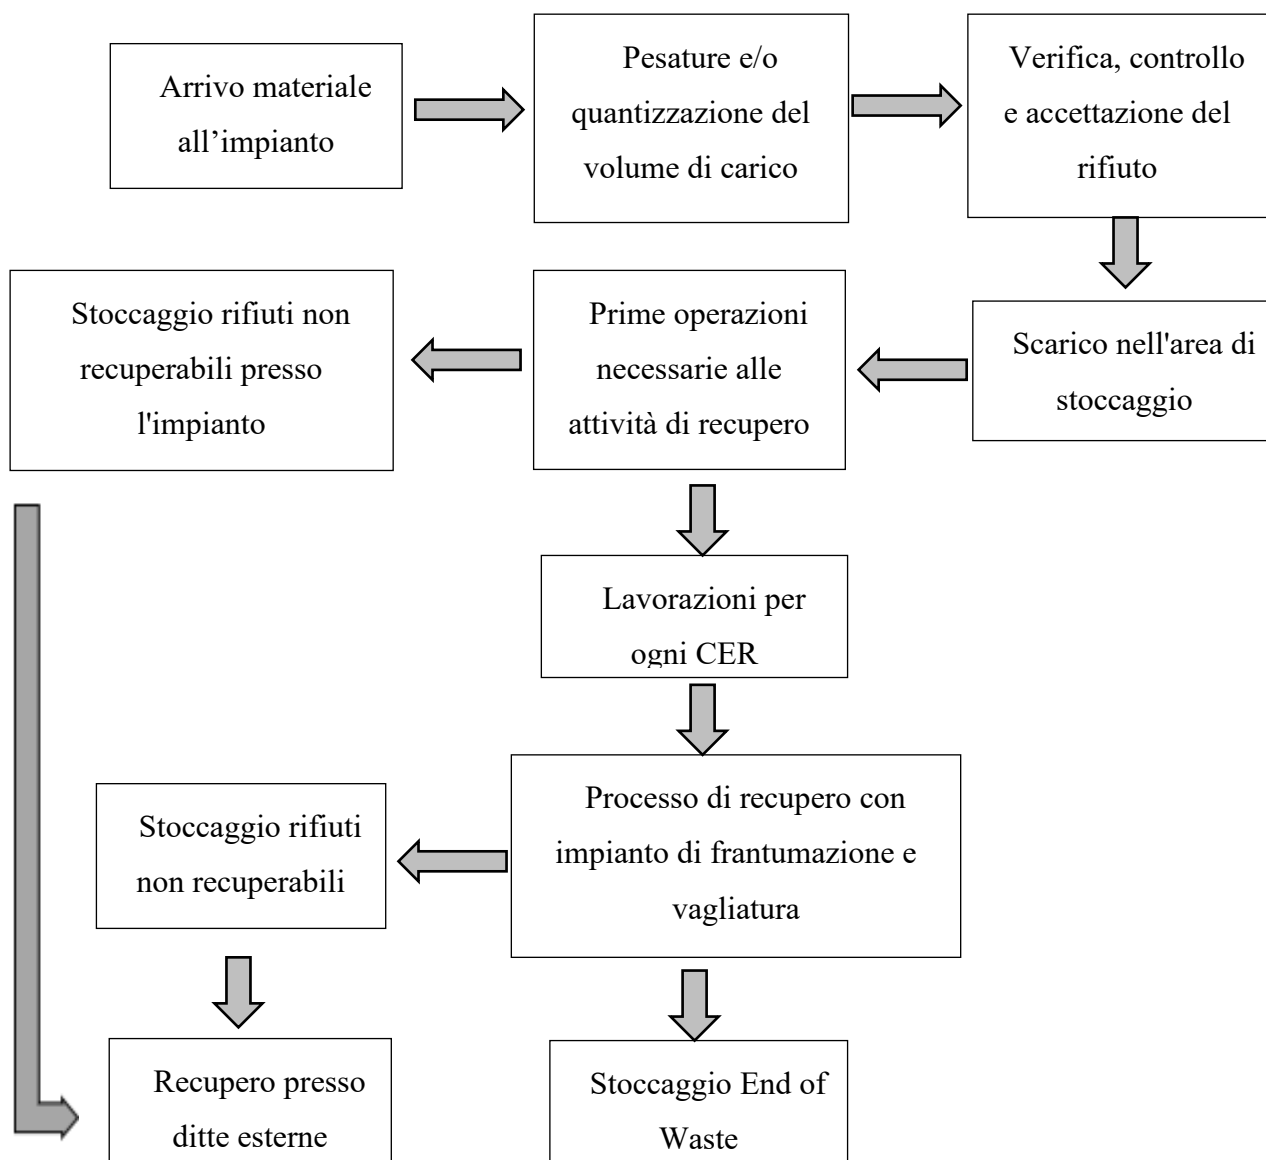 Arrivo materiale
all’impianto
Pesature e/o
quantizzazione del
volume di carico
Verifica, controllo
e accettazione del
rifiuto
Scarico nell'area di
stoccaggio
Prime operazioni
necessarie alle
attività di recupero
Stoccaggio rifiuti non
recuperabili presso
l'impianto
Lavorazioni per
ogni CER
Processo di recupero con
impianto di frantumazione e
vagliatura
Stoccaggio rifiuti
non recuperabili
Recupero presso
ditte esterne
Stoccaggio End of
Waste